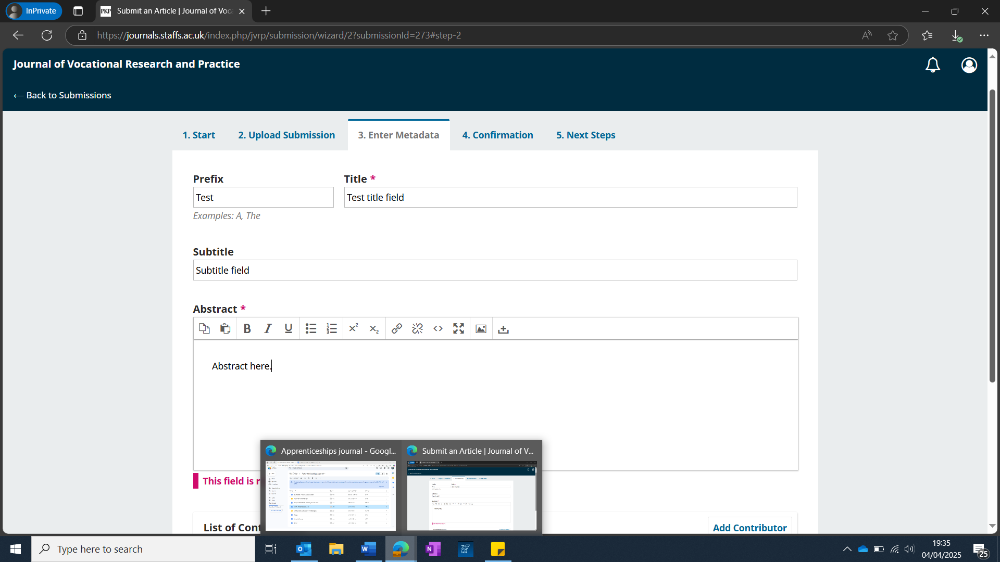 InPrivate
PKP Submit an Article | Journal of Voca
https://journals.staffs.ac.uk/index.php/jvrp/submission/wizard/2?submissionId=273#step-2
Journal of Vocational Research and Practice
← Back to Submissions
1. Start 2. Upload Submission 3. Enter Metadata 4. Confirmation 5. Next Steps
Prefix Title *
Test Test title field
Examples: A, The
Subtitle
Subtitle field
Abstract *
Abstract here.
Apprenticeships journal - Googl... Submit an Article | Journal of V...
This field is r
List of Cont Add Contributor
Type here to search
19:35
04/04/2025
25